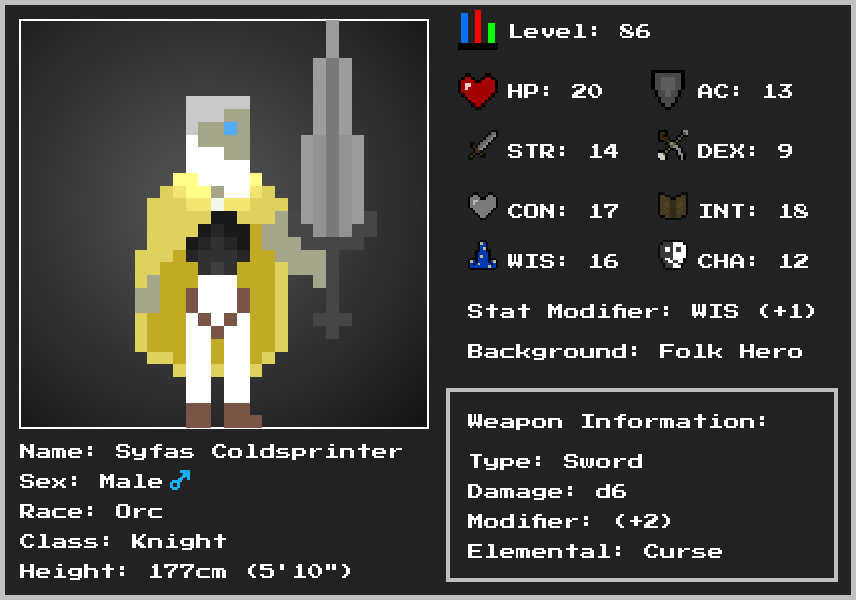 Level: 86
HP: 20 AC: 13
STR: 14 DEX: 9
CON: 17 INT: 18
WIS: 16 CHA: 12
Stat Modifier: WIS (+1)
Background: Folk Hero
Weapon Information:
Type: Sword
Damage: d6
Modifier: (+2)
Elemental: Curse
Name: Syfas Coldsprinter
Sex: Male♂
Race: Orc
Class: Knight
Height: 177cm (5'10")